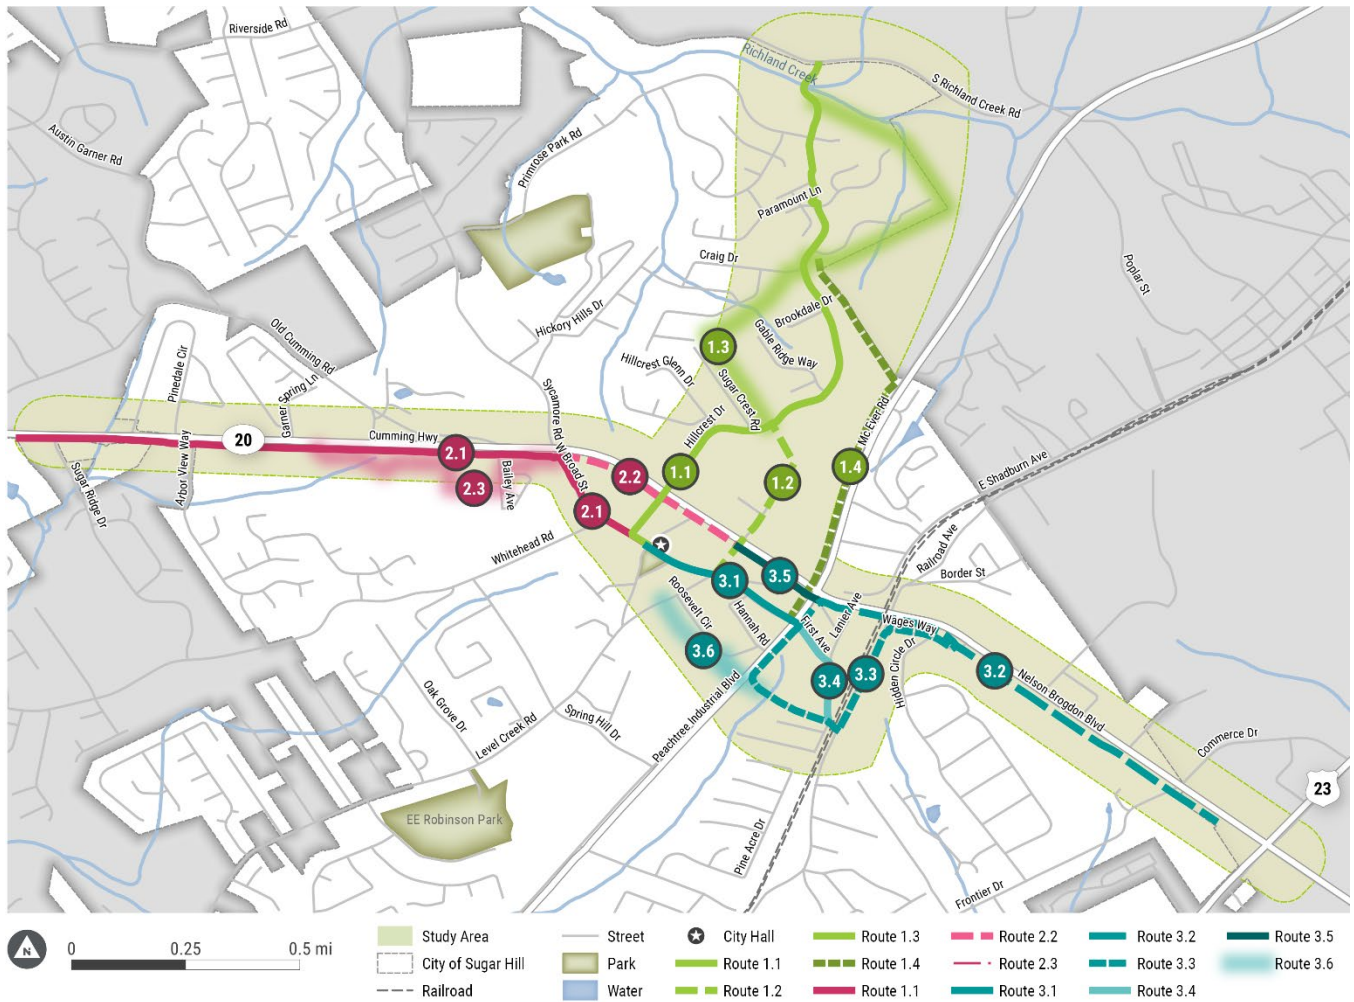 Riverside Rd
Richland Creek
S Richland Creek Rd
Austin Garner Rd
Primrose Park Rd
Paramount Ln
Craig Dr
Poplar St
Hickory Hills Dr
Brookdale Dr
Old Cumming Rd
Gable Ridge Way
1.3
Pinedale Cir
Hillcrest Glenn Dr
Spring Ln
Sugar Crest Rd
Sycamore Rd
Garner
Hillcrest Dr
Mc Ever Rd
20
Cumming Hwy
2.1
Arbor View Way
W Broad St
1.1
1.4
E Shadburn Ave
Sugar Ridge Dr
2.3
Bailey Ave
2.2
1.2
2.1
Whitehead Rd
Railroad Ave
3.1
3.5
Border St
Roosevelt Cir
Hannah Rd
First Ave
Lanier Ave
Wages Way
3.6
Hidden Circle Dr
3.4
3.3
3.2
Oak Grove Dr
Nelson Brogdon Blvd
Level Creek Rd
Spring Hill Dr
Peachtree Industrial Blvd
Commerce Dr
23
EE Robinson Park
Pine Acre Dr
Frontier Dr
N
0 0.25 0.5 mi
Study Area
City of Sugar Hill
Railroad
Street
Park
Water
City Hall
Route 1.1
Route 1.2
Route 1.3
Route 1.4
Route 1.1
Route 2.2
Route 2.3
Route 3.1
Route 3.2
Route 3.3
Route 3.4
Route 3.5
Route 3.6